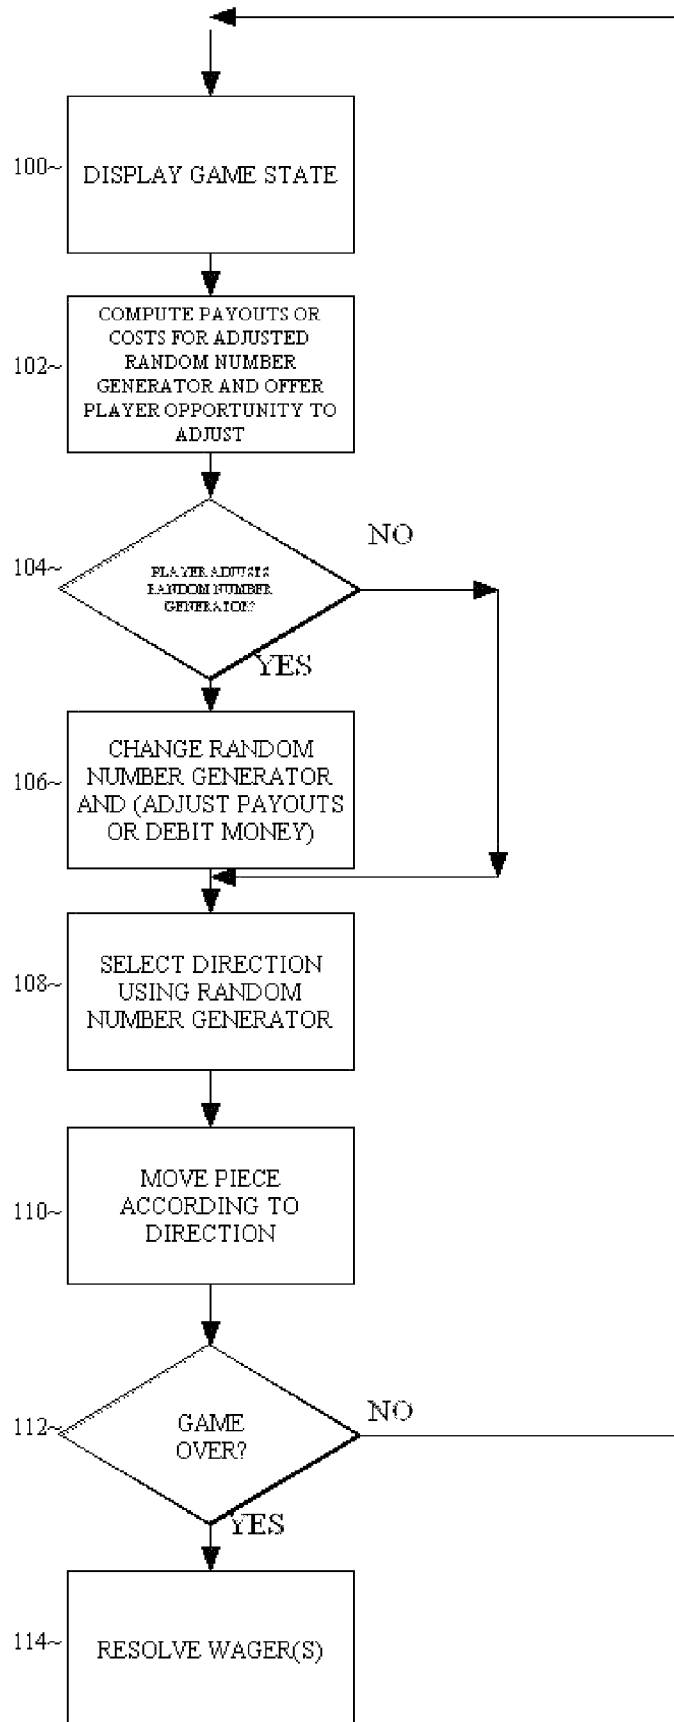 100~
DISPLAY GAME STATE
COMPUTE PAYOUTS OR
COSTS FOR ADJUSTED
RANDOM NUMBER
GENERATOR AND OFFER
PLAYER OPPORTUNITY TO
ADJUST
102~
NO
104~
PLAYER ADJUSTS
RANDOM NUMBER
GENERATOR?
YES
CHANGE RANDOM
NUMBER GENERATOR
AND (ADJUST PAYOUTS
OR DEBIT MONEY)
106~
SELECT DIRECTION
USING RANDOM
NUMBER GENERATOR
108~
MOVE PIECE
ACCORDING TO
DIRECTION
110~
NO
112~
GAME
OVER?
YES
114~
RESOLVE WAGER(S)